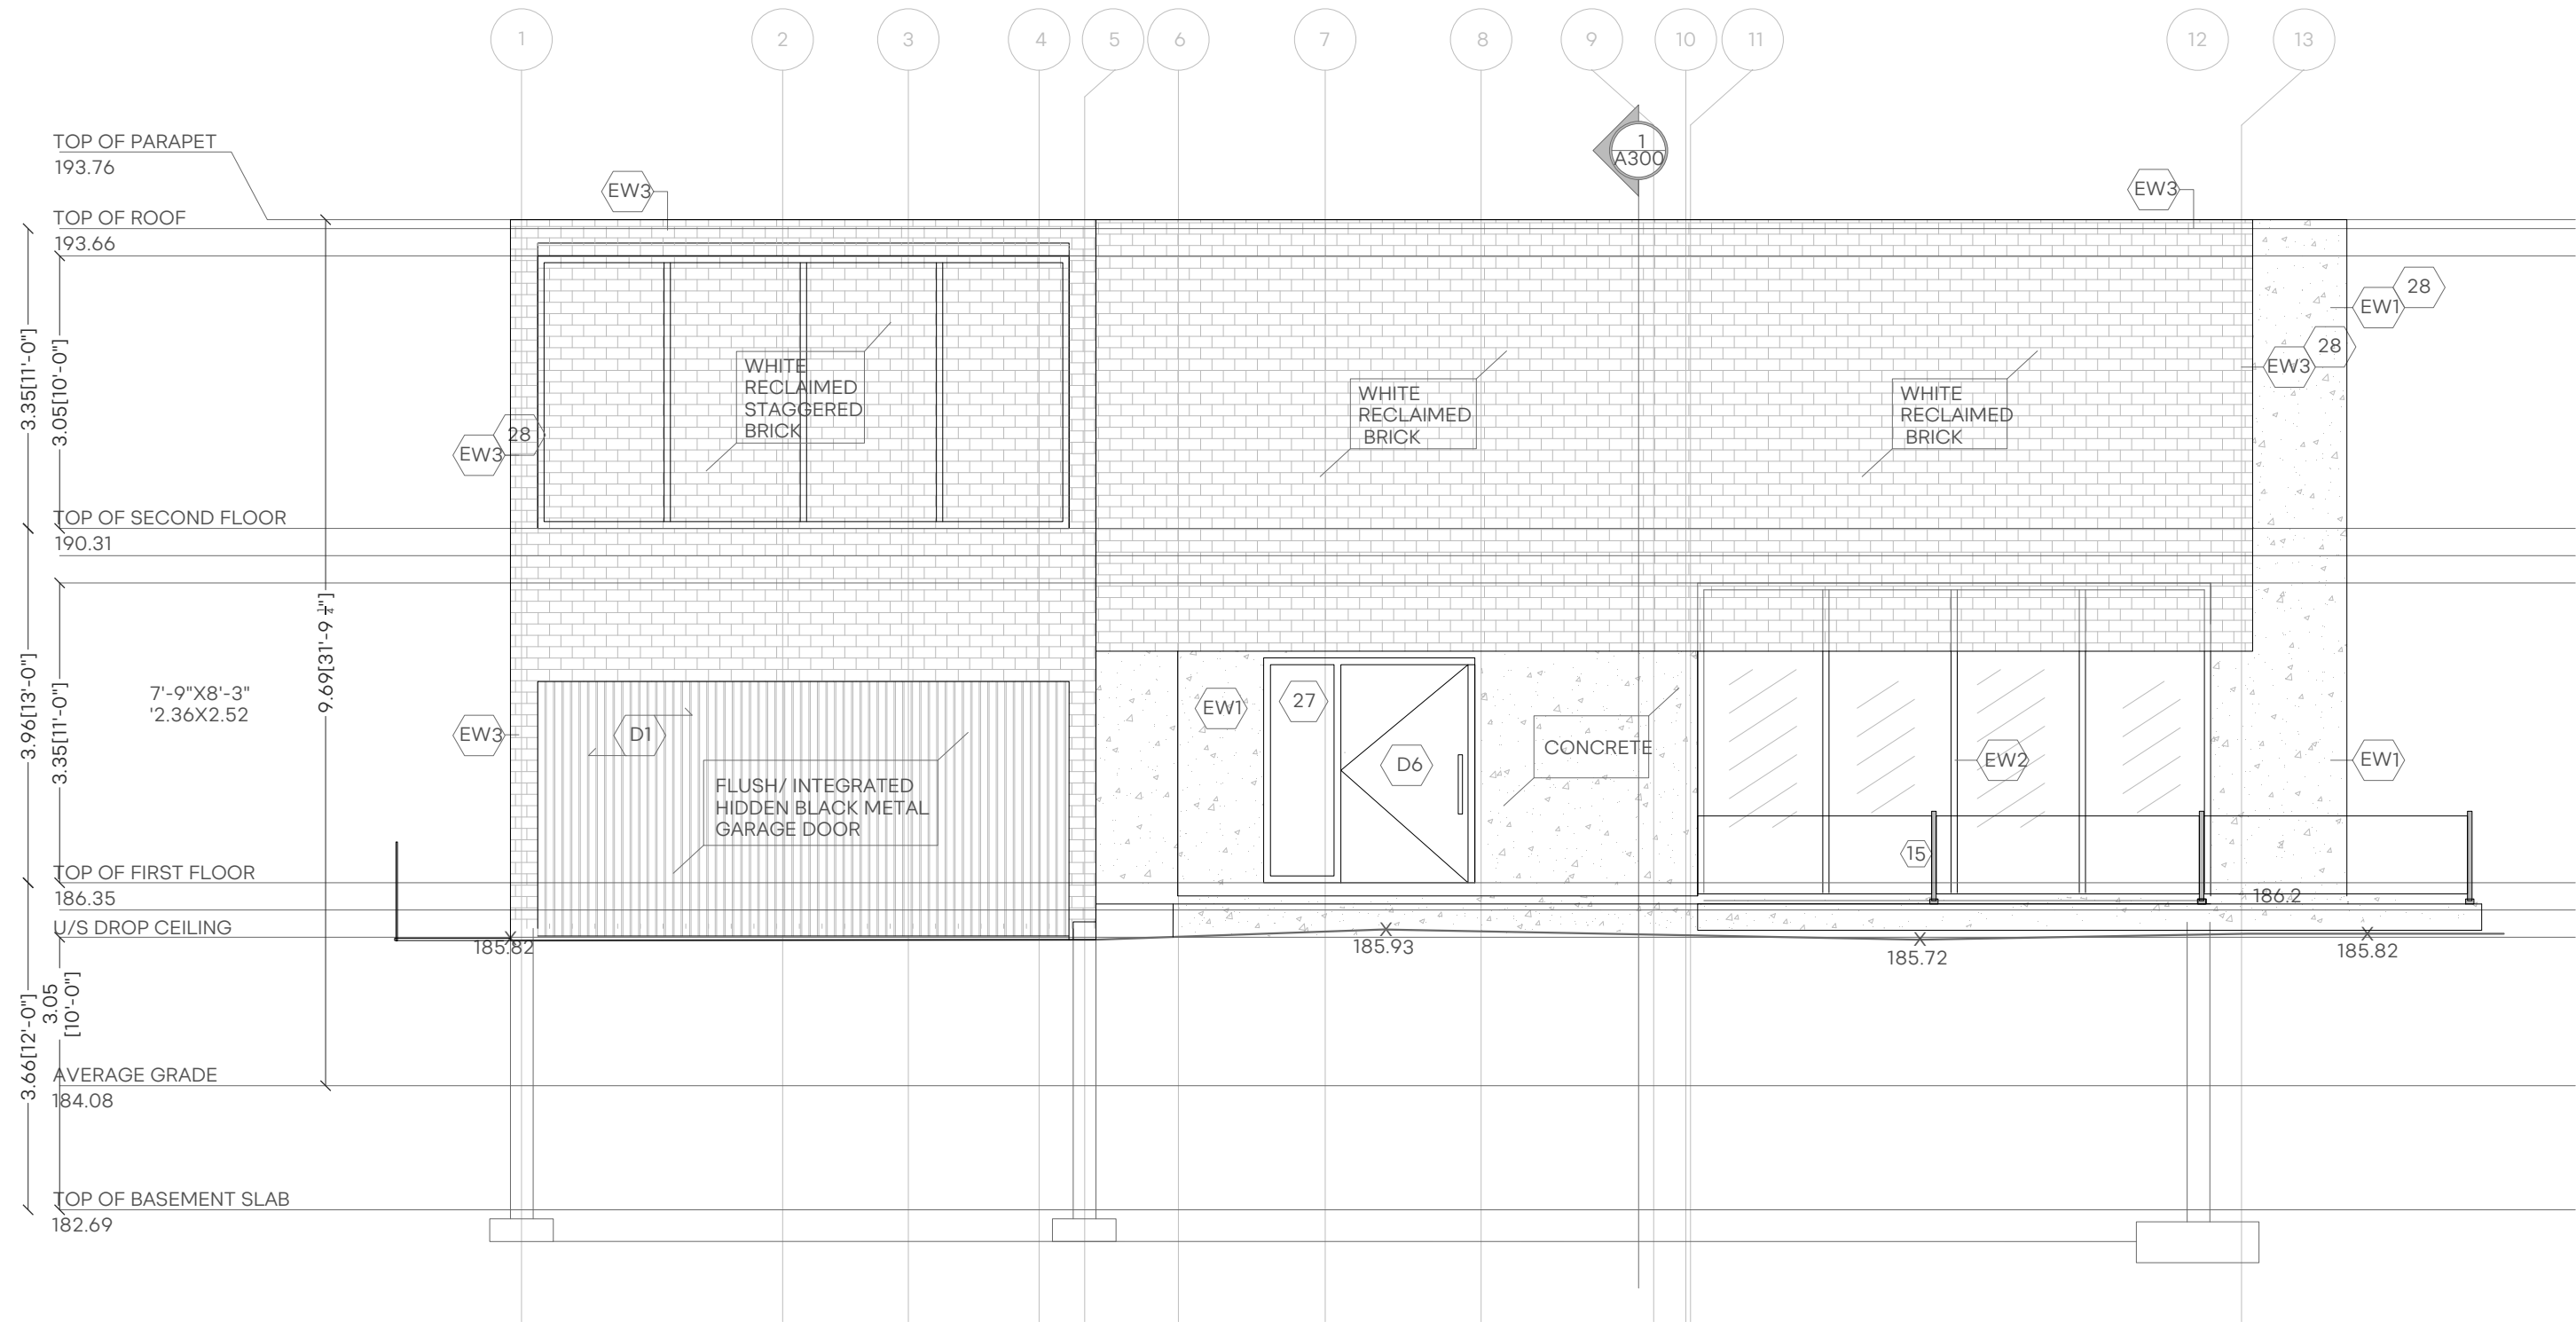 1 2 3 4 5 6 7 8 9 10 11 12 13
TOP OF PARAPET
193.76
TOP OF ROOF
193.66
TOP OF SECOND FLOOR
190.31
TOP OF FIRST FLOOR
186.35
U/S DROP CEILING
AVERAGE GRADE
184.08
TOP OF BASEMENT SLAB
182.69
3.35[11'-0"]
3.05[10'-0"]
3.96[13'-0"]
3.35[11'-0"]
3.66[12'-0"]
3.05
[10'-0"]
9.69[31'-9 1/4"]
7'-9"X8'-3"
'2.36X2.52
EW3
1
A300
EW3
28
EW1
28
EW3
28
EW3
WHITE
RECLAIMED
STAGGERED
BRICK
WHITE
RECLAIMED
BRICK
WHITE
RECLAIMED
BRICK
EW3
D1
FLUSH/ INTEGRATED
HIDDEN BLACK METAL
GARAGE DOOR
EW1
27
D6
CONCRETE
EW2
EW1
15
186.2
185.82
X
185.93
X
185.72
X
185.82
X